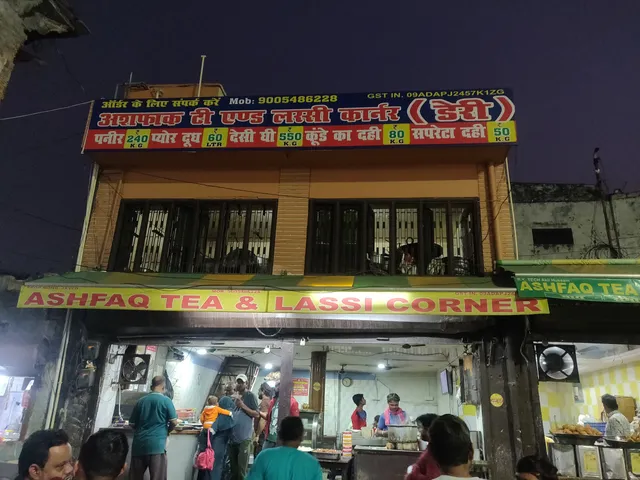 ऑर्डर के लिए संपर्क करें Mob: 9005486228 GST IN. 09ADAPJ2457K1ZG
अशफाक टी एण्ड लस्सी कार्नर (डेरी)
पनीर ₹ 240 K.G प्योर दूध ₹ 60 LTR देसी घी ₹ 550 K.G कूंडे का दही ₹ 80 K.G सपरेटा दही ₹ 50 K.G
ASHFAQ TEA & LASSI CORNER
ASHFAQ TEA